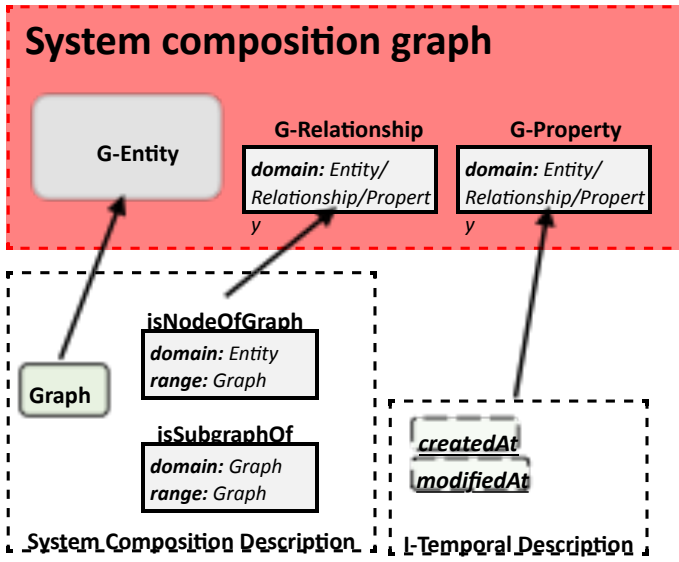 System composition graph
G-Entity
G-Relationship
domain: Entity/
Relationship/Propert
y
G-Property
domain: Entity/
Relationship/Propert
y
isNodeOfGraph
domain: Entity
range: Graph
Graph
isSubgraphOf
domain: Graph
range: Graph
System Composition Description
createdAt
modifiedAt
I-Temporal Description